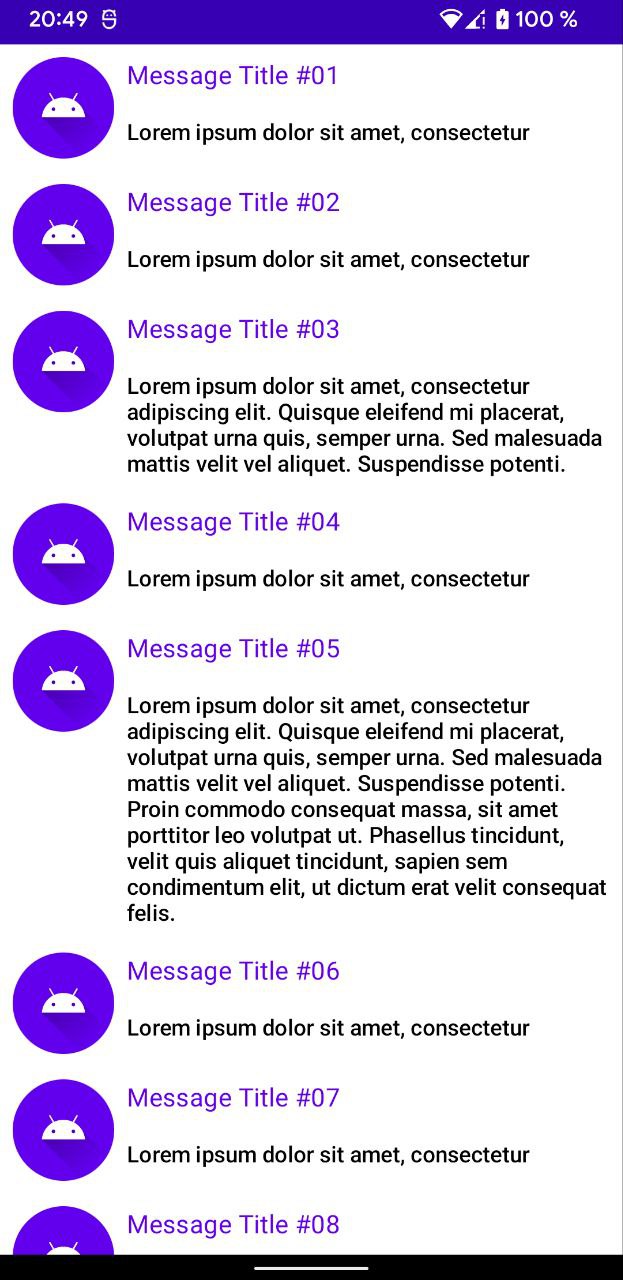 20:49
100 %
Message Title #01
Lorem ipsum dolor sit amet, consectetur
Message Title #02
Lorem ipsum dolor sit amet, consectetur
Message Title #03
Lorem ipsum dolor sit amet, consectetur
adipiscing elit. Quisque eleifend mi placerat,
volutpat urna quis, semper urna. Sed malesuada
mattis velit vel aliquet. Suspendisse potenti.
Message Title #04
Lorem ipsum dolor sit amet, consectetur
Message Title #05
Lorem ipsum dolor sit amet, consectetur
adipiscing elit. Quisque eleifend mi placerat,
volutpat urna quis, semper urna. Sed malesuada
mattis velit vel aliquet. Suspendisse potenti.
Proin commodo consequat massa, sit amet
porttitor leo volutpat ut. Phasellus tincidunt,
velit quis aliquet tincidunt, sapien sem
condimentum elit, ut dictum erat velit consequat
felis.
Message Title #06
Lorem ipsum dolor sit amet, consectetur
Message Title #07
Lorem ipsum dolor sit amet, consectetur
Message Title #08